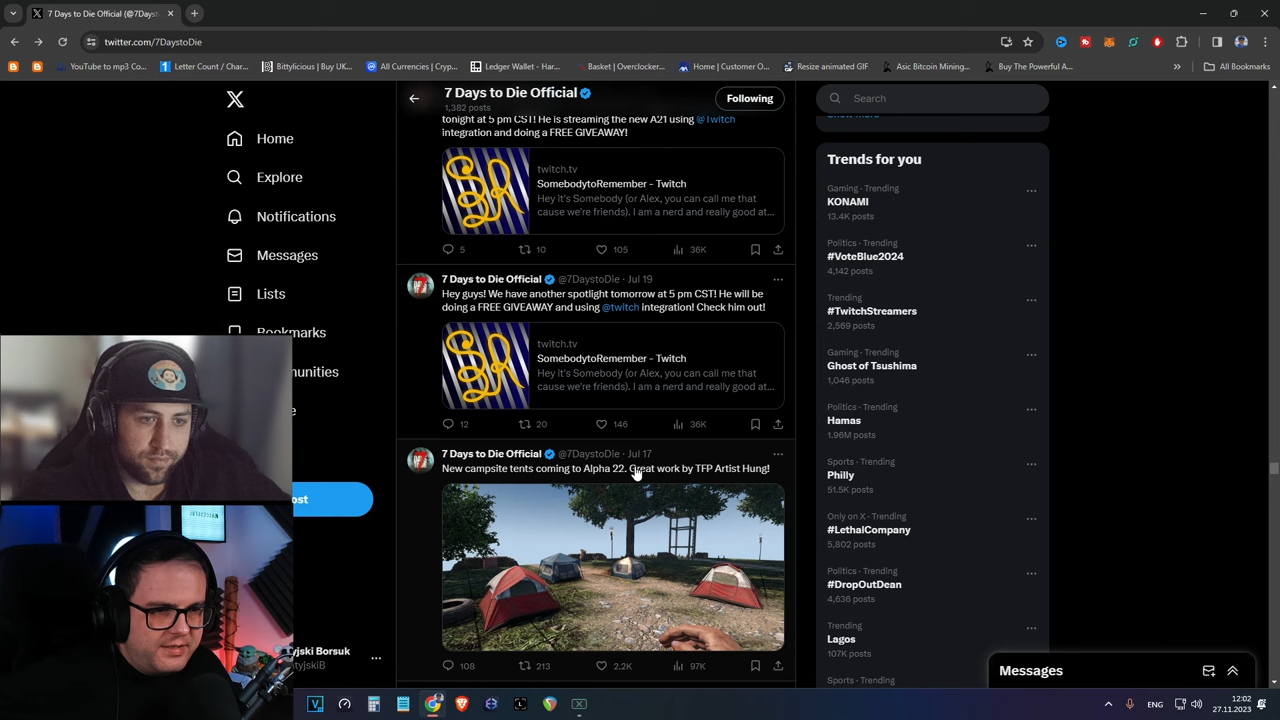 7 Days to Die Official (@7Dayst
twitter.com/7DaystoDie
YouTube to mp3 Co...
Letter Count / Char...
Bittylicious | Buy UK...
All Currencies | Cryp...
Ledger Wallet - Har...
Basket | Overclocker...
Home | Customer O...
Resize animated GIF
Asic Bitcoin Mining...
Buy The Powerful A...
All Bookmarks
Home
Explore
Notifications
Messages
Lists
Bookmarks
7 Days to Die Official
1,382 posts
Following
tonight at 5 pm CST! He is streaming the new A21 using @Twitch
integration and doing a FREE GIVEAWAY!
twitch.tv
SomebodytoRemember - Twitch
Hey It's Somebody (or Alex, you can call me that
cause we're friends). I am a nerd and really good at...
5 10 105 36K
7 Days to Die Official @7DaystoDie · Jul 19
Hey guys! We have another spotlight tomorrow at 5 pm CST! He will be
doing a FREE GIVEAWAY and using @twitch integration! Check him out!
twitch.tv
SomebodytoRemember - Twitch
Hey It's Somebody (or Alex, you can call me that
cause we're friends). I am a nerd and really good at...
12 20 146 36K
7 Days to Die Official @7DaystoDie · Jul 17
New campsite tents coming to Alpha 22. Great work by TFP Artist Hung!
108 213 2.2K 97K
Search
Trends for you
Gaming · Trending
KONAMI
13.4K posts
Politics · Trending
#VoteBlue2024
4,142 posts
Trending
#TwitchStreamers
2,569 posts
Gaming · Trending
Ghost of Tsushima
1,046 posts
Politics · Trending
Hamas
1.96M posts
Sports · Trending
Philly
51.5K posts
Only on X · Trending
#LethalCompany
5,802 posts
Politics · Trending
#DropOutDean
4,636 posts
Trending
Lagos
107K posts
Sports · Trending
Messages
ENG
12:02
27.11.2023